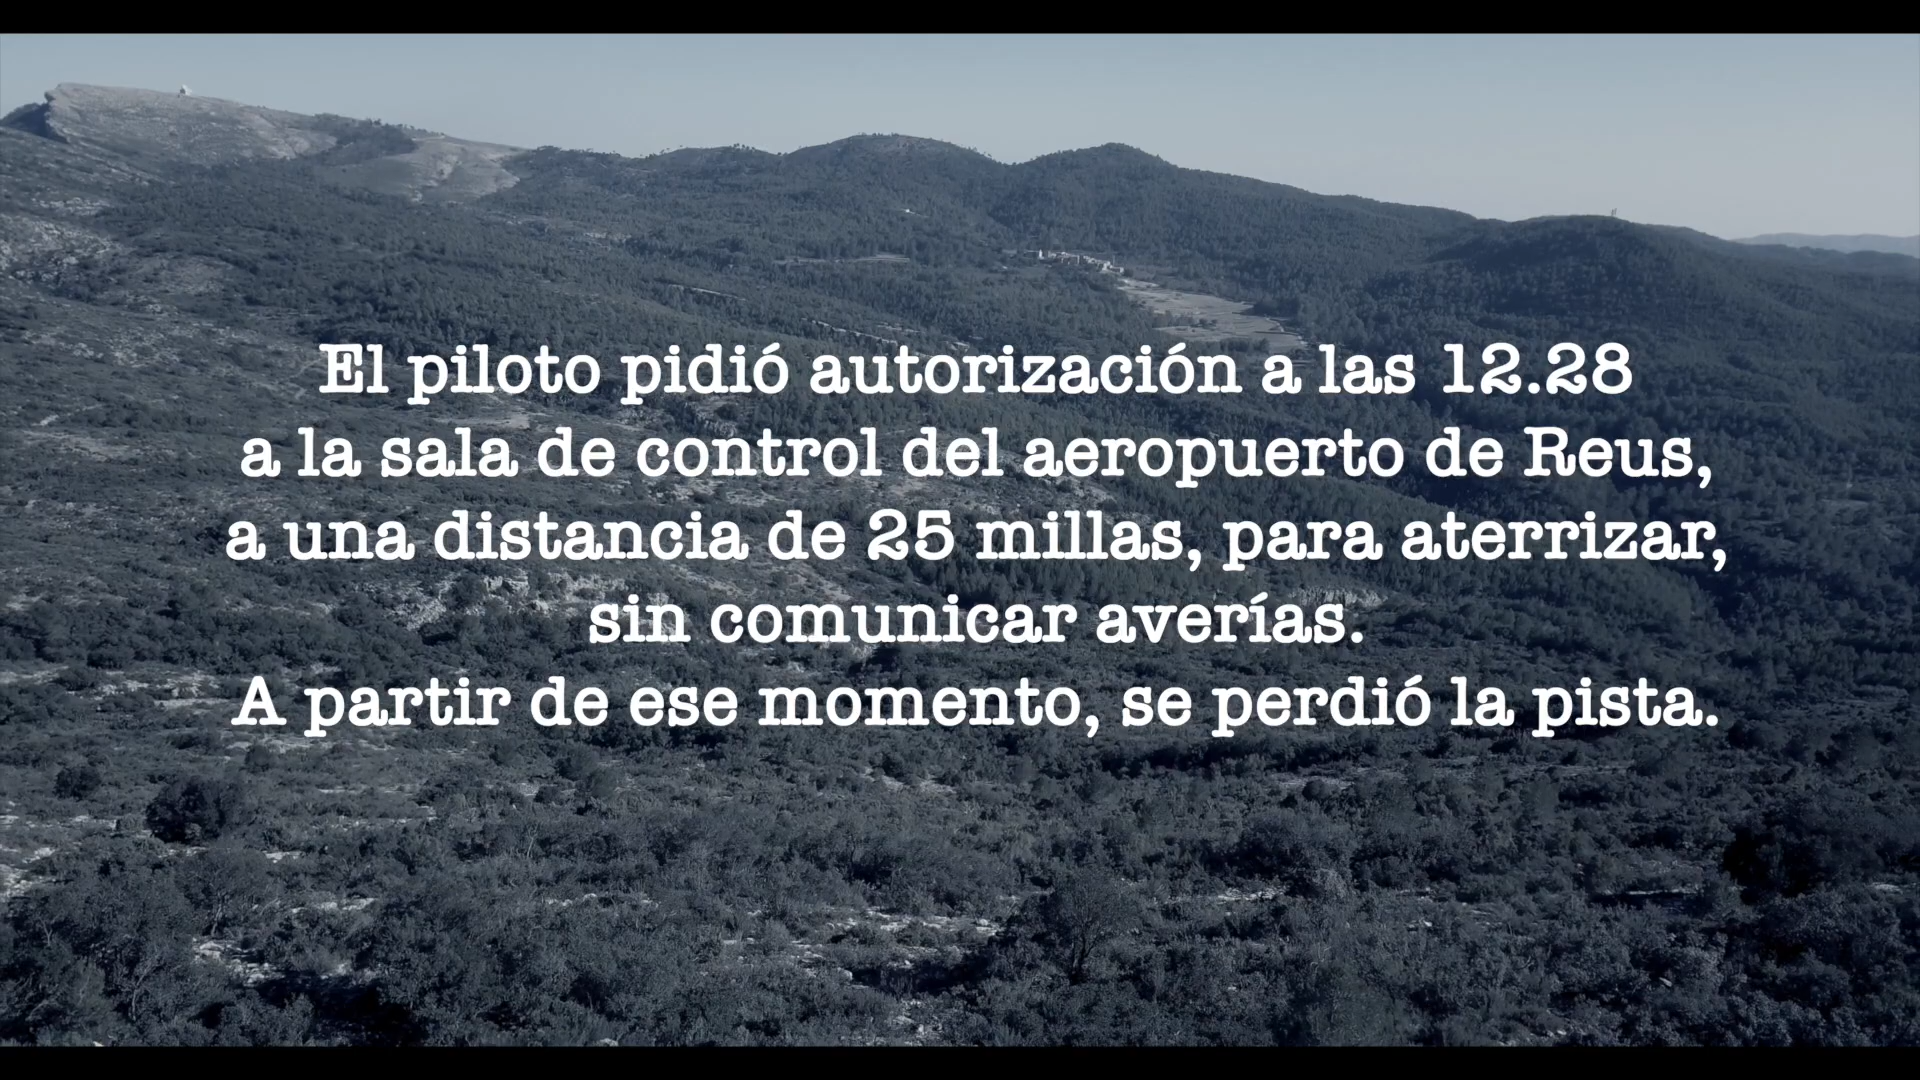 El piloto pidió autorización a las 12.28
a la sala de control del aeropuerto de Reus,
a una distancia de 25 millas, para aterrizar,
sin comunicar averías.
A partir de ese momento, se perdió la pista.